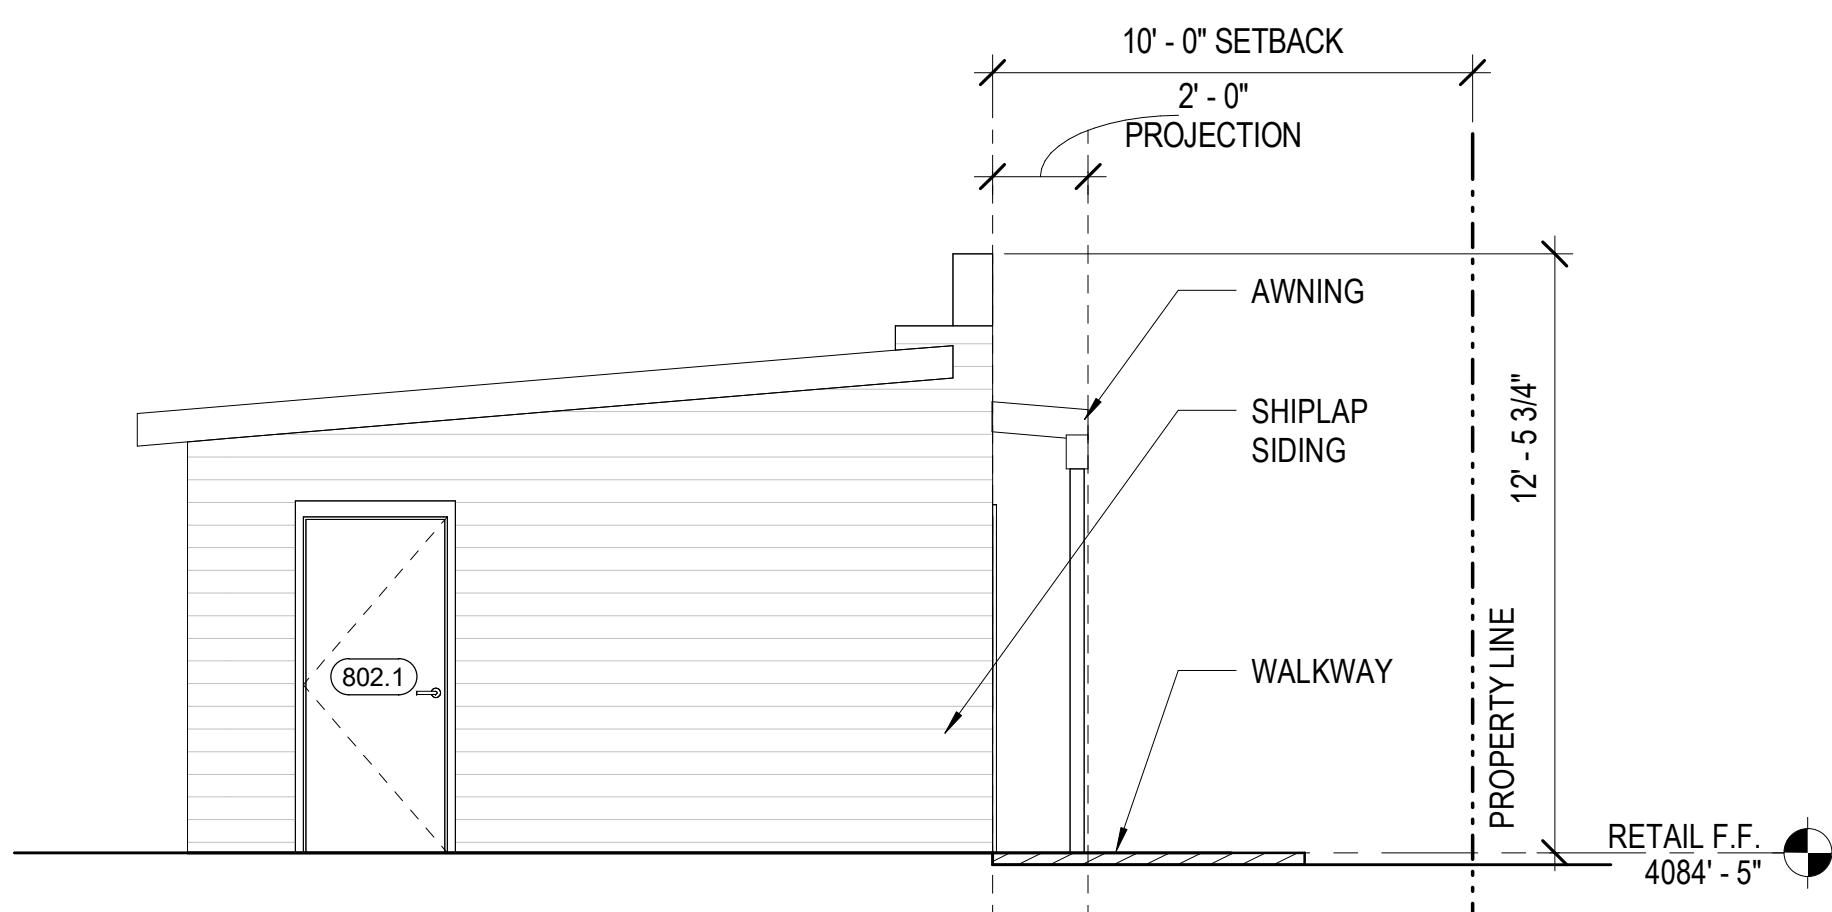 10' - 0" SETBACK
2' - 0"
PROJECTION
AWNING
SHIPLAP
SIDING
12' - 5 3/4"
802.1
WALKWAY
PROPERTY LINE
RETAIL F.F.
4084' - 5"